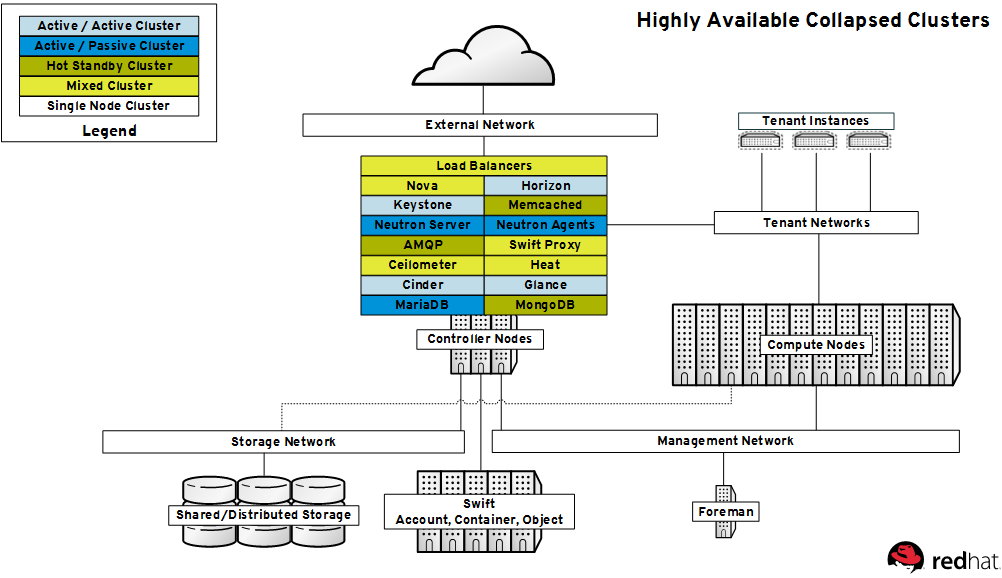 Highly Available Collapsed Clusters
Active / Active Cluster
Active / Passive Cluster
Hot Standby Cluster
Mixed Cluster
Single Node Cluster
Legend
External Network
Tenant Instances
Load Balancers
Nova
Horizon
Keystone
Memcached
Neutron Server
Neutron Agents
AMQP
Swift Proxy
Ceilometer
Heat
Cinder
Glance
MariaDB
MongoDB
Tenant Networks
Controller Nodes
Compute Nodes
Storage Network
Management Network
Shared/Distributed Storage
Swift
Account, Container, Object
Foreman
redhat